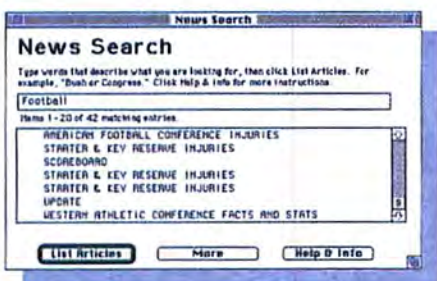 News Search
News Search
Type words that describe what you are looking for, then click List Articles. For
example, "Bush or Congress." Click Help & Info for more instructions.
Football
Items 1-20 of 42 matching entries.
AMERICAN FOOTBALL CONFERENCE INJURIES
STARTER & KEY RESERVE INJURIES
SCOREBOARD
STARTER & KEY RESERVE INJURIES
STARTER & KEY RESERVE INJURIES
UPDATE
WESTERN ATHLETIC CONFERENCE FACTS AND STATS
List Articles
More
Help & Info